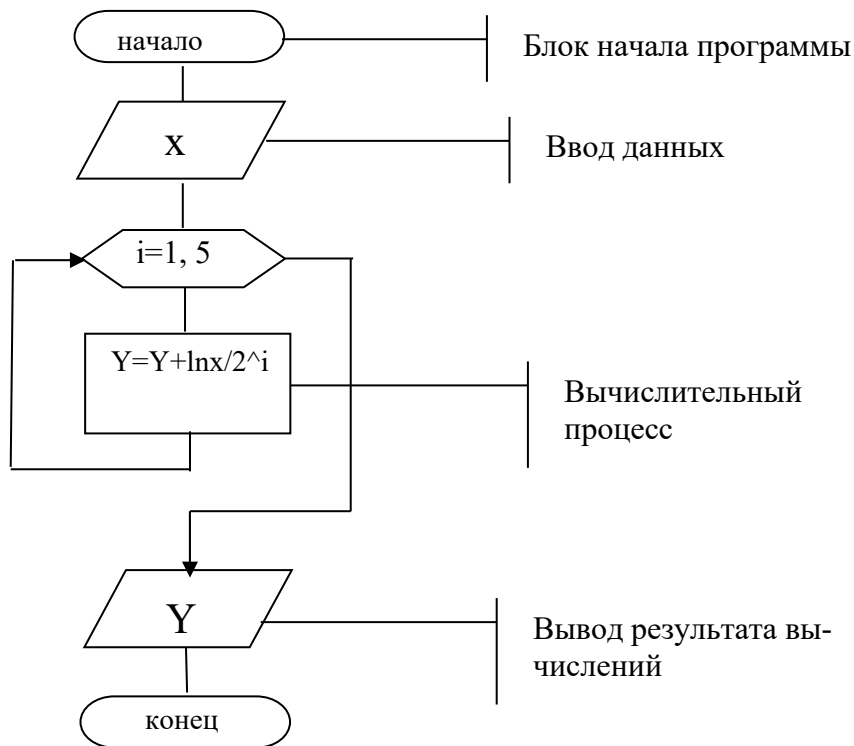 начало
Блок начала программы
x
Ввод данных
i=1, 5
Y=Y+lnx/2^i
Вычислительный
процесс
Y
Вывод результата вы-
числений
конец